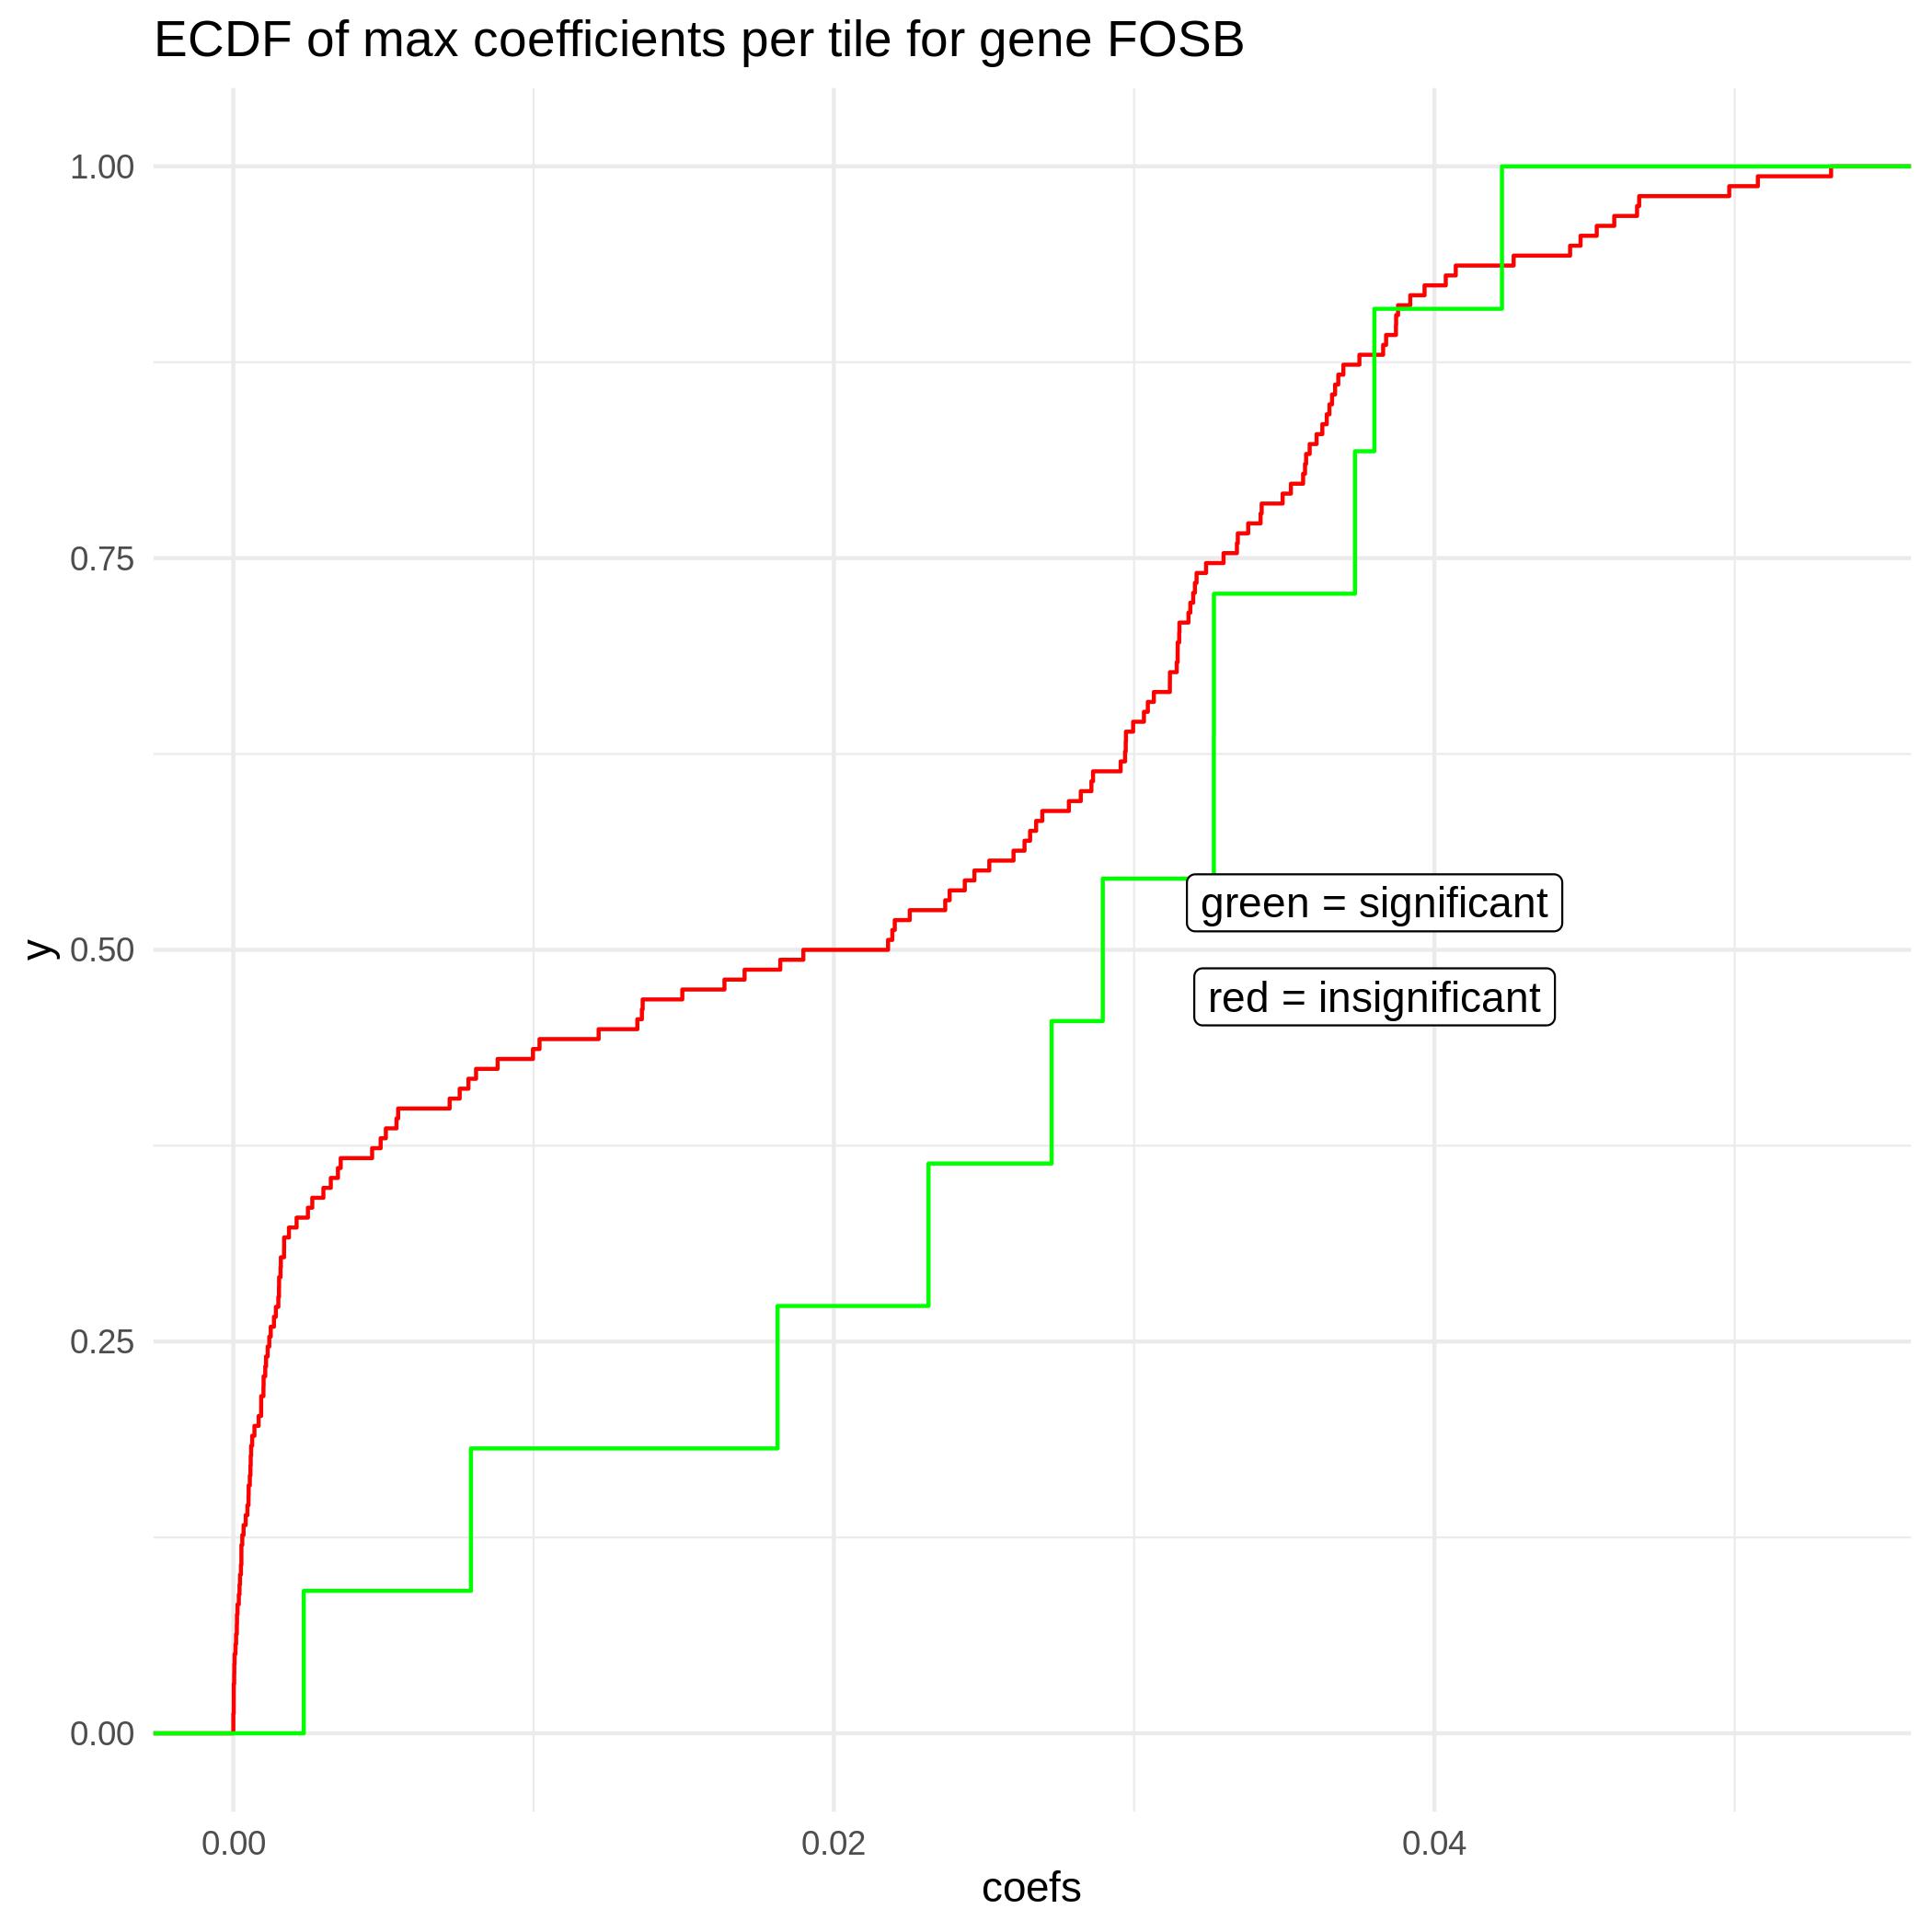 ECDF of max coefficients per tile for gene FOSB
1.00
0.75
0.50
0.25
0.00
y
green = significant
red = insignificant
0.00 0.02 0.04
coefs